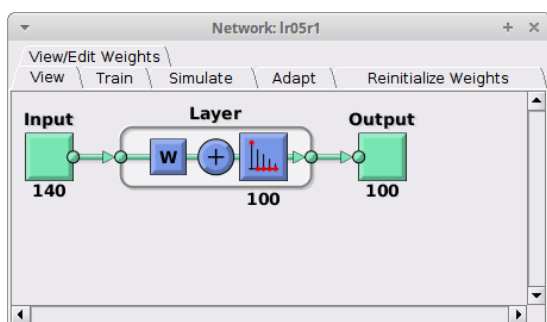 Network: lr05r1
View/Edit Weights
View Train Simulate Adapt Reinitialize Weights
Input Layer Output
W
140 100 100